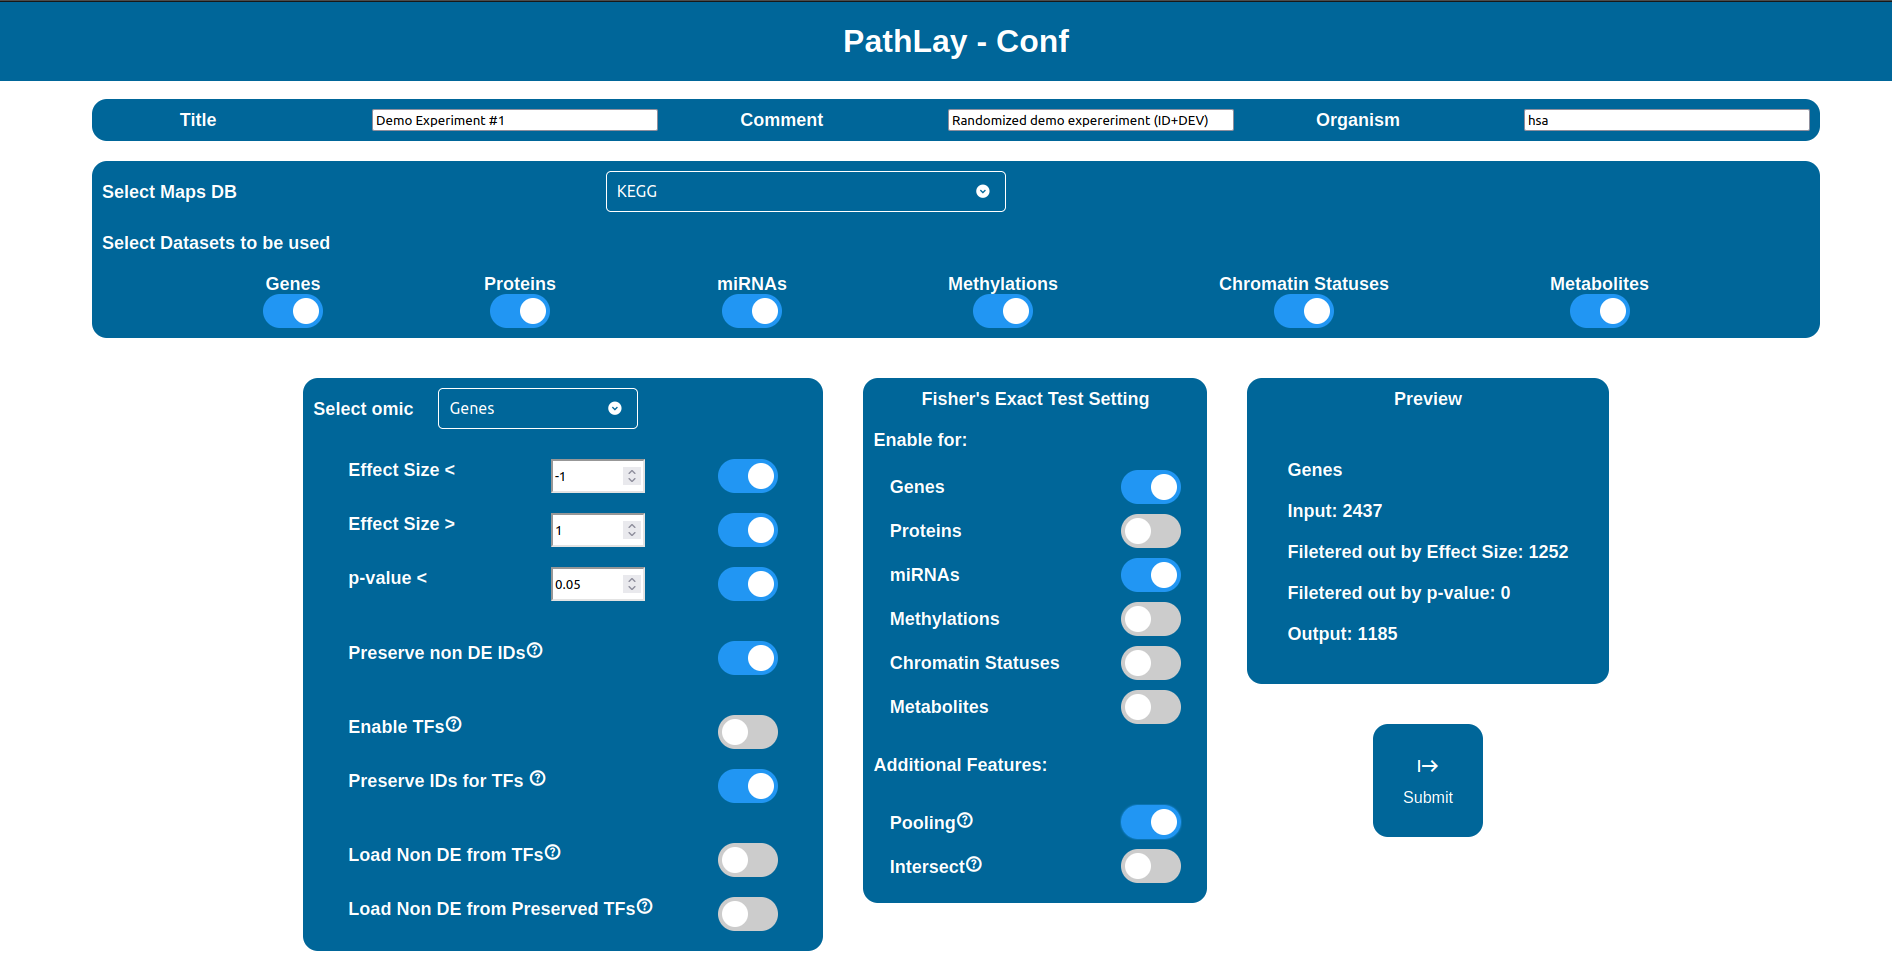 PathLay - Conf
Title Demo Experiment #1 Comment Randomized demo expereriment (ID+DEV) Organism hsa
Select Maps DB KEGG
Select Datasets to be used
Genes Proteins miRNAs Methylations Chromatin Statuses Metabolites
Select omic Genes
Effect Size < -1
Effect Size > 1
p-value < 0.05
Preserve non DE IDs?
Enable TFs?
Preserve IDs for TFs ?
Load Non DE from TFs?
Load Non DE from Preserved TFs?
Fisher's Exact Test Setting
Enable for:
Genes
Proteins
miRNAs
Methylations
Chromatin Statuses
Metabolites
Additional Features:
Pooling?
Intersect?
Preview
Genes
Input: 2437
Filetered out by Effect Size: 1252
Filetered out by p-value: 0
Output: 1185
Submit